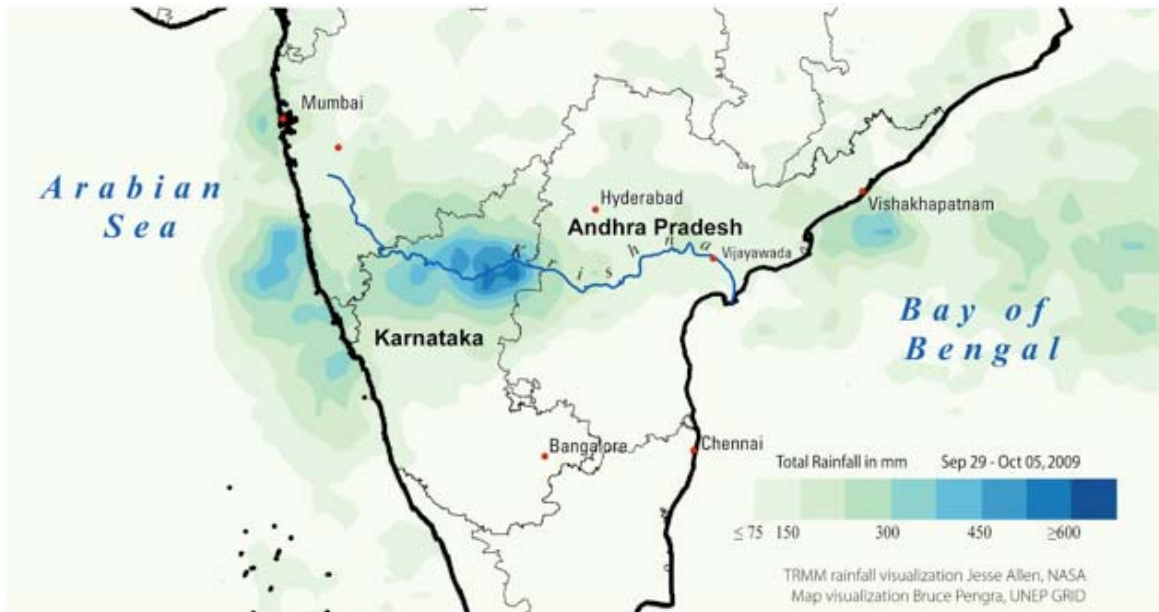 Mumbai
Arabian
Sea
Hyderabad
Andhra Pradesh
Vishakhapatnam
Krishna
Vijayawada
Karnataka
Bay of
Bengal
Bangalore
Chennai
Total Rainfall in mm Sep 29 - Oct 05, 2009
≤ 75 150 300 450 ≥600
TRMM rainfall visualization Jesse Allen, NASA
Map visualization Bruce Pengra, UNEP GRID